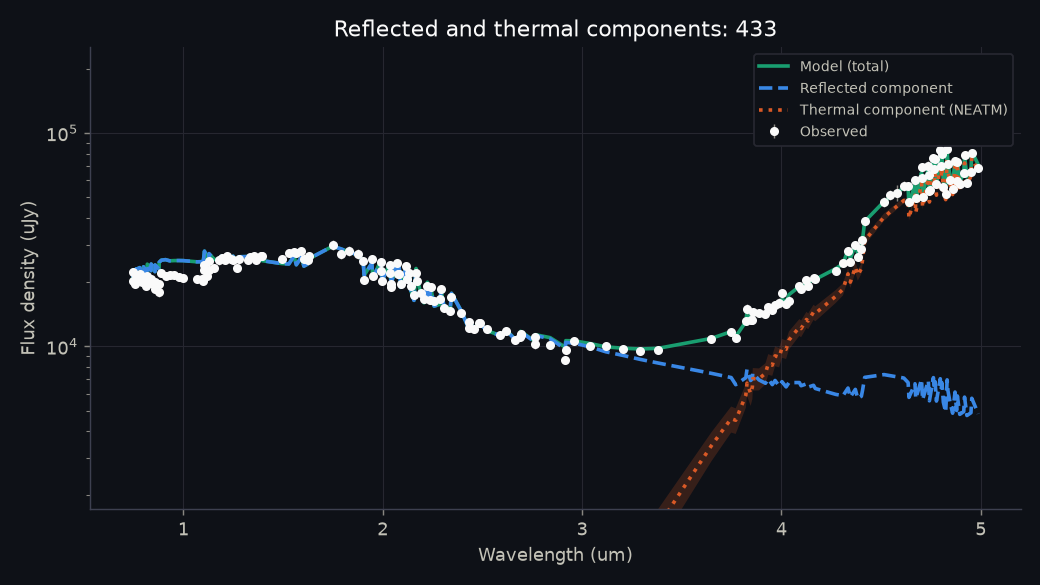 Reflected and thermal components: 433
Model (total)
Reflected component
Thermal component (NEATM)
Observed
Flux density (uJy)
10^5
10^4
1 2 3 4 5
Wavelength (um)